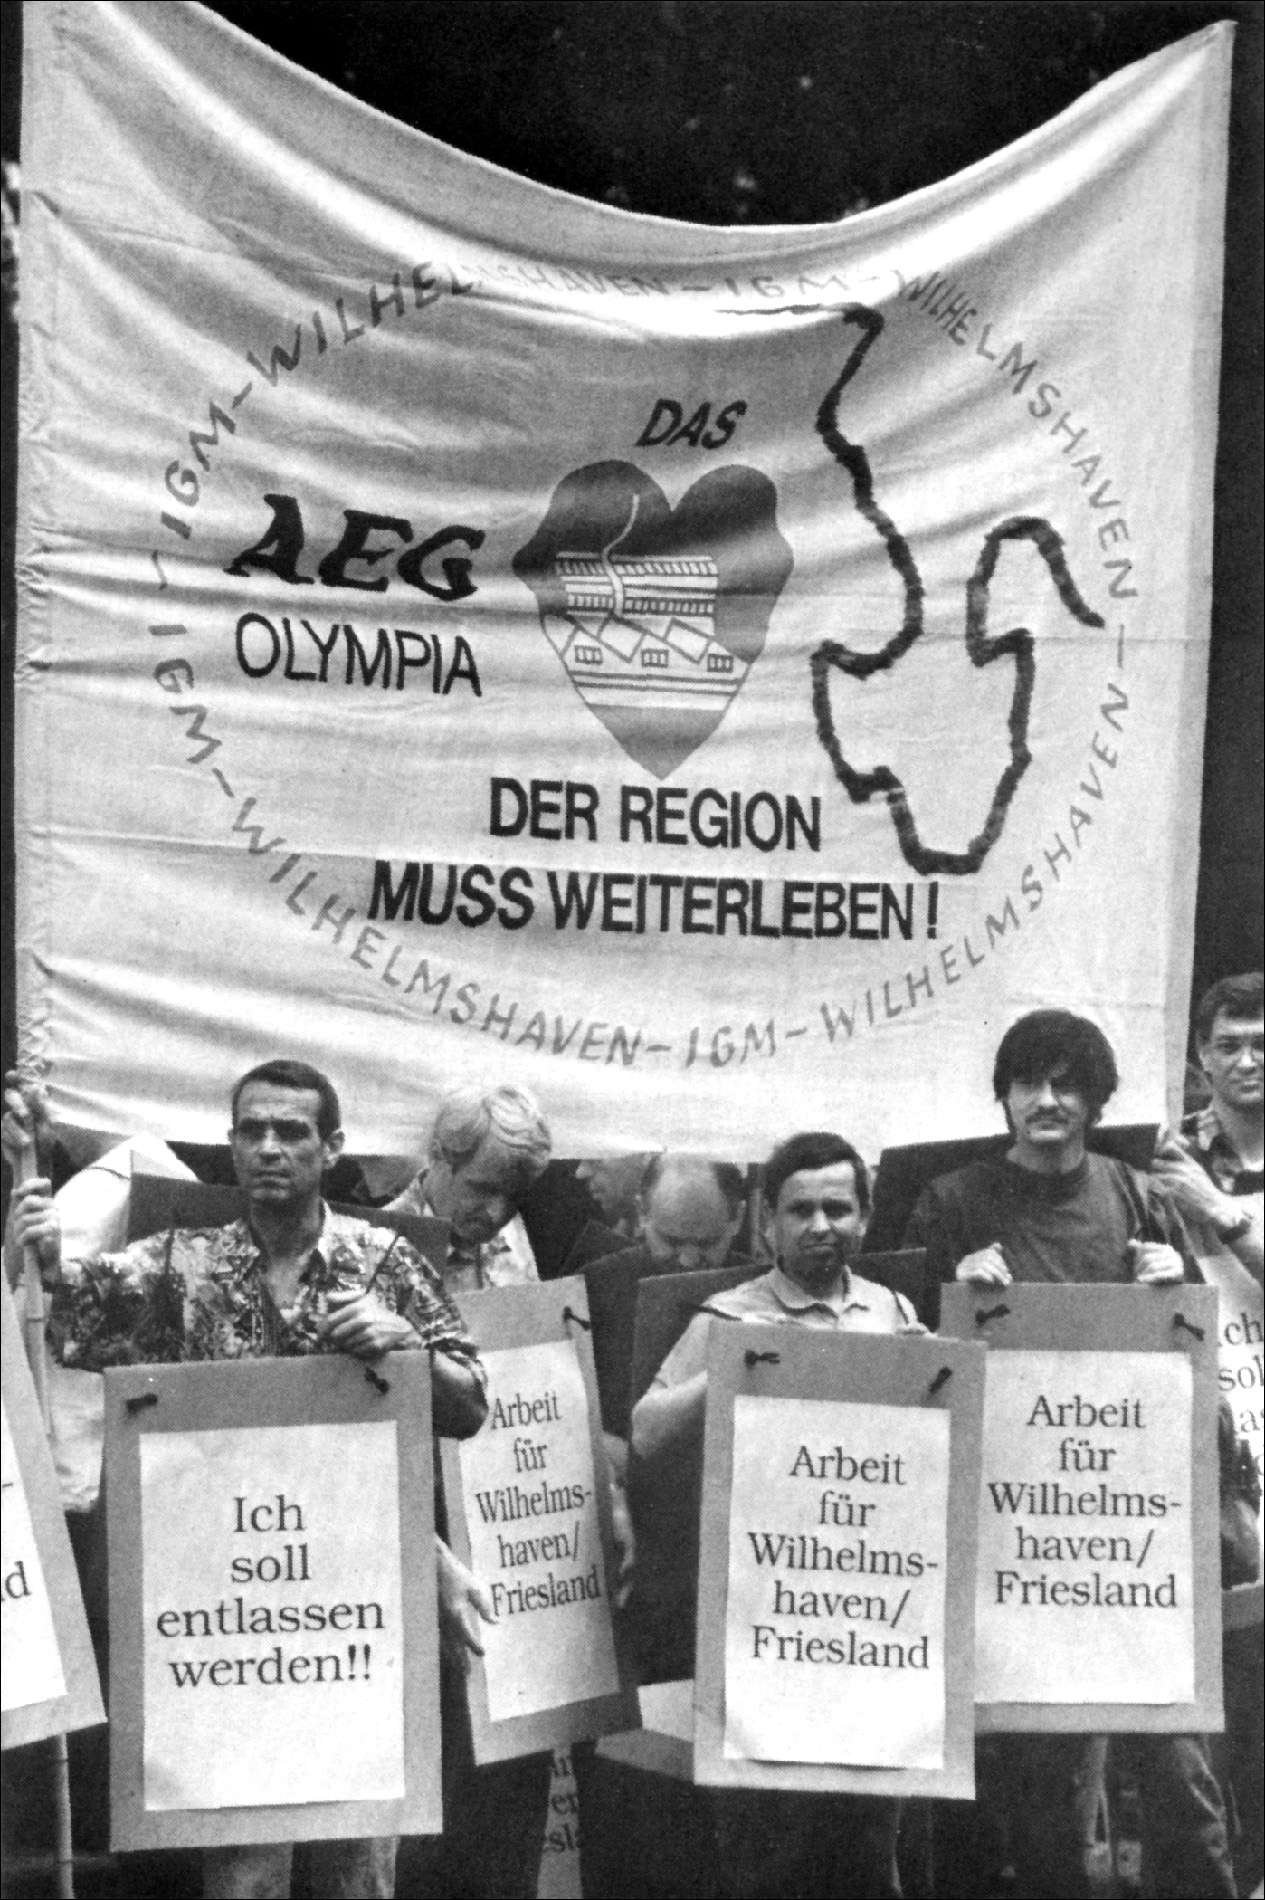 IGM-WILHELMSHAVEN-IGM-WILHELMSHAVEN-IGM-WILHELMSHAVEN-IGM-WILHELMSHAVEN-
DAS
AEG
OLYMPIA
DER REGION
MUSS WEITERLEBEN!
Ich
soll
entlassen
werden!!
Arbeit
für
Wilhelms-
haven/
Friesland
Arbeit
für
Wilhelms-
haven/
Friesland
Arbeit
für
Wilhelms-
haven/
Friesland